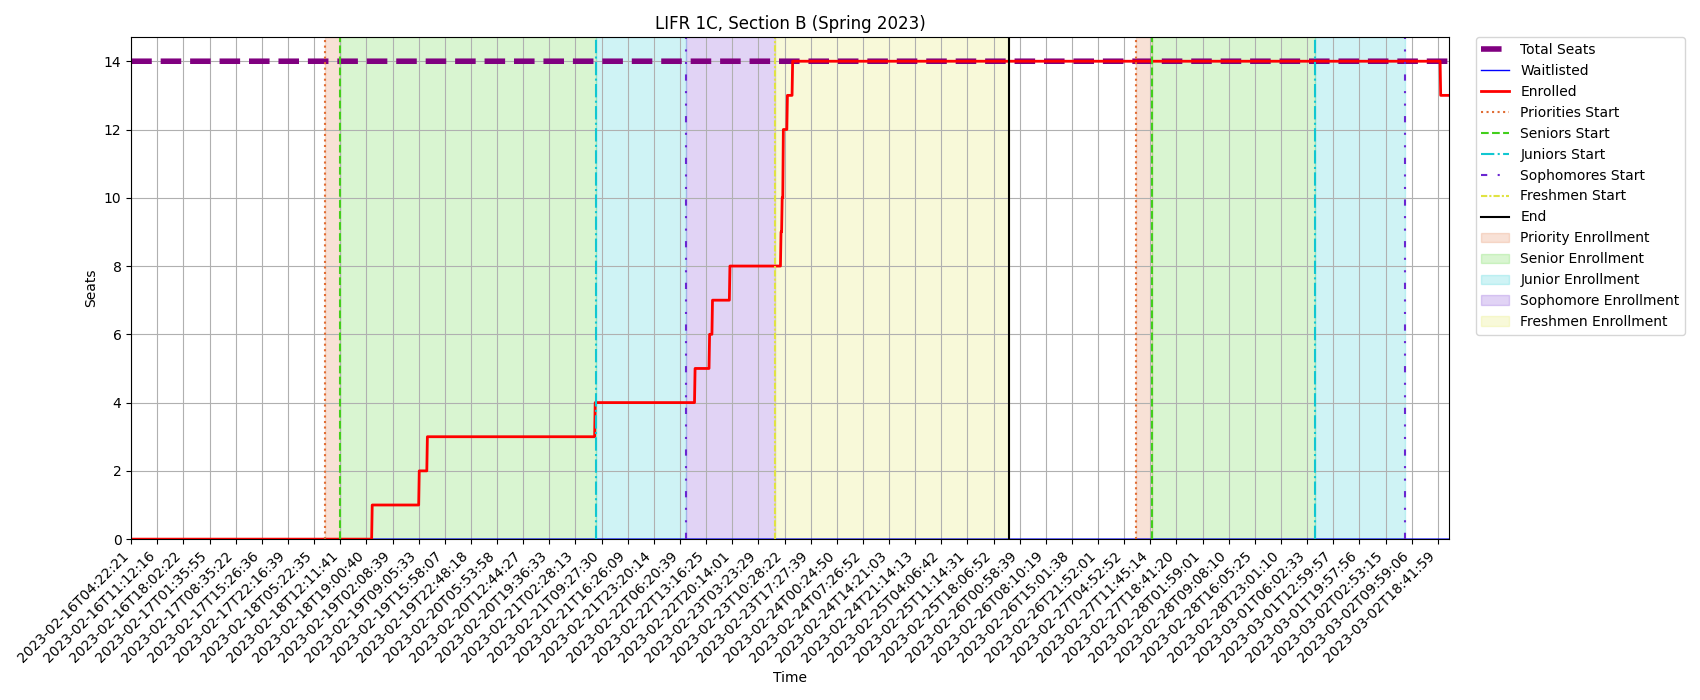 LIFR 1C, Section B (Spring 2023)
Seats
14
12
10
8
6
4
2
0
2023-02-16T04:22:21
2023-02-16T11:12:16
2023-02-16T18:02:22
2023-02-17T01:35:55
2023-02-17T08:35:22
2023-02-17T15:26:36
2023-02-17T22:16:39
2023-02-18T05:22:35
2023-02-18T12:11:41
2023-02-18T19:00:40
2023-02-19T02:08:39
2023-02-19T09:05:33
2023-02-19T15:58:07
2023-02-19T22:48:18
2023-02-20T05:53:58
2023-02-20T12:44:27
2023-02-20T19:36:33
2023-02-21T02:28:13
2023-02-21T09:27:30
2023-02-21T16:26:09
2023-02-21T23:20:14
2023-02-22T06:20:39
2023-02-22T13:16:25
2023-02-22T20:14:01
2023-02-23T03:23:29
2023-02-23T10:28:22
2023-02-23T17:27:39
2023-02-24T00:24:50
2023-02-24T07:26:52
2023-02-24T14:21:03
2023-02-24T21:14:13
2023-02-25T04:06:42
2023-02-25T11:14:31
2023-02-25T18:06:52
2023-02-26T00:58:39
2023-02-26T08:10:19
2023-02-26T15:01:38
2023-02-26T21:52:01
2023-02-27T04:52:52
2023-02-27T11:45:14
2023-02-27T18:41:20
2023-02-28T01:59:01
2023-02-28T09:08:10
2023-02-28T16:05:25
2023-02-28T23:01:10
2023-03-01T06:02:33
2023-03-01T12:59:57
2023-03-01T19:57:56
2023-03-02T02:53:15
2023-03-02T09:59:06
2023-03-02T18:41:59
Time
Total Seats
Waitlisted
Enrolled
Priorities Start
Seniors Start
Juniors Start
Sophomores Start
Freshmen Start
End
Priority Enrollment
Senior Enrollment
Junior Enrollment
Sophomore Enrollment
Freshmen Enrollment